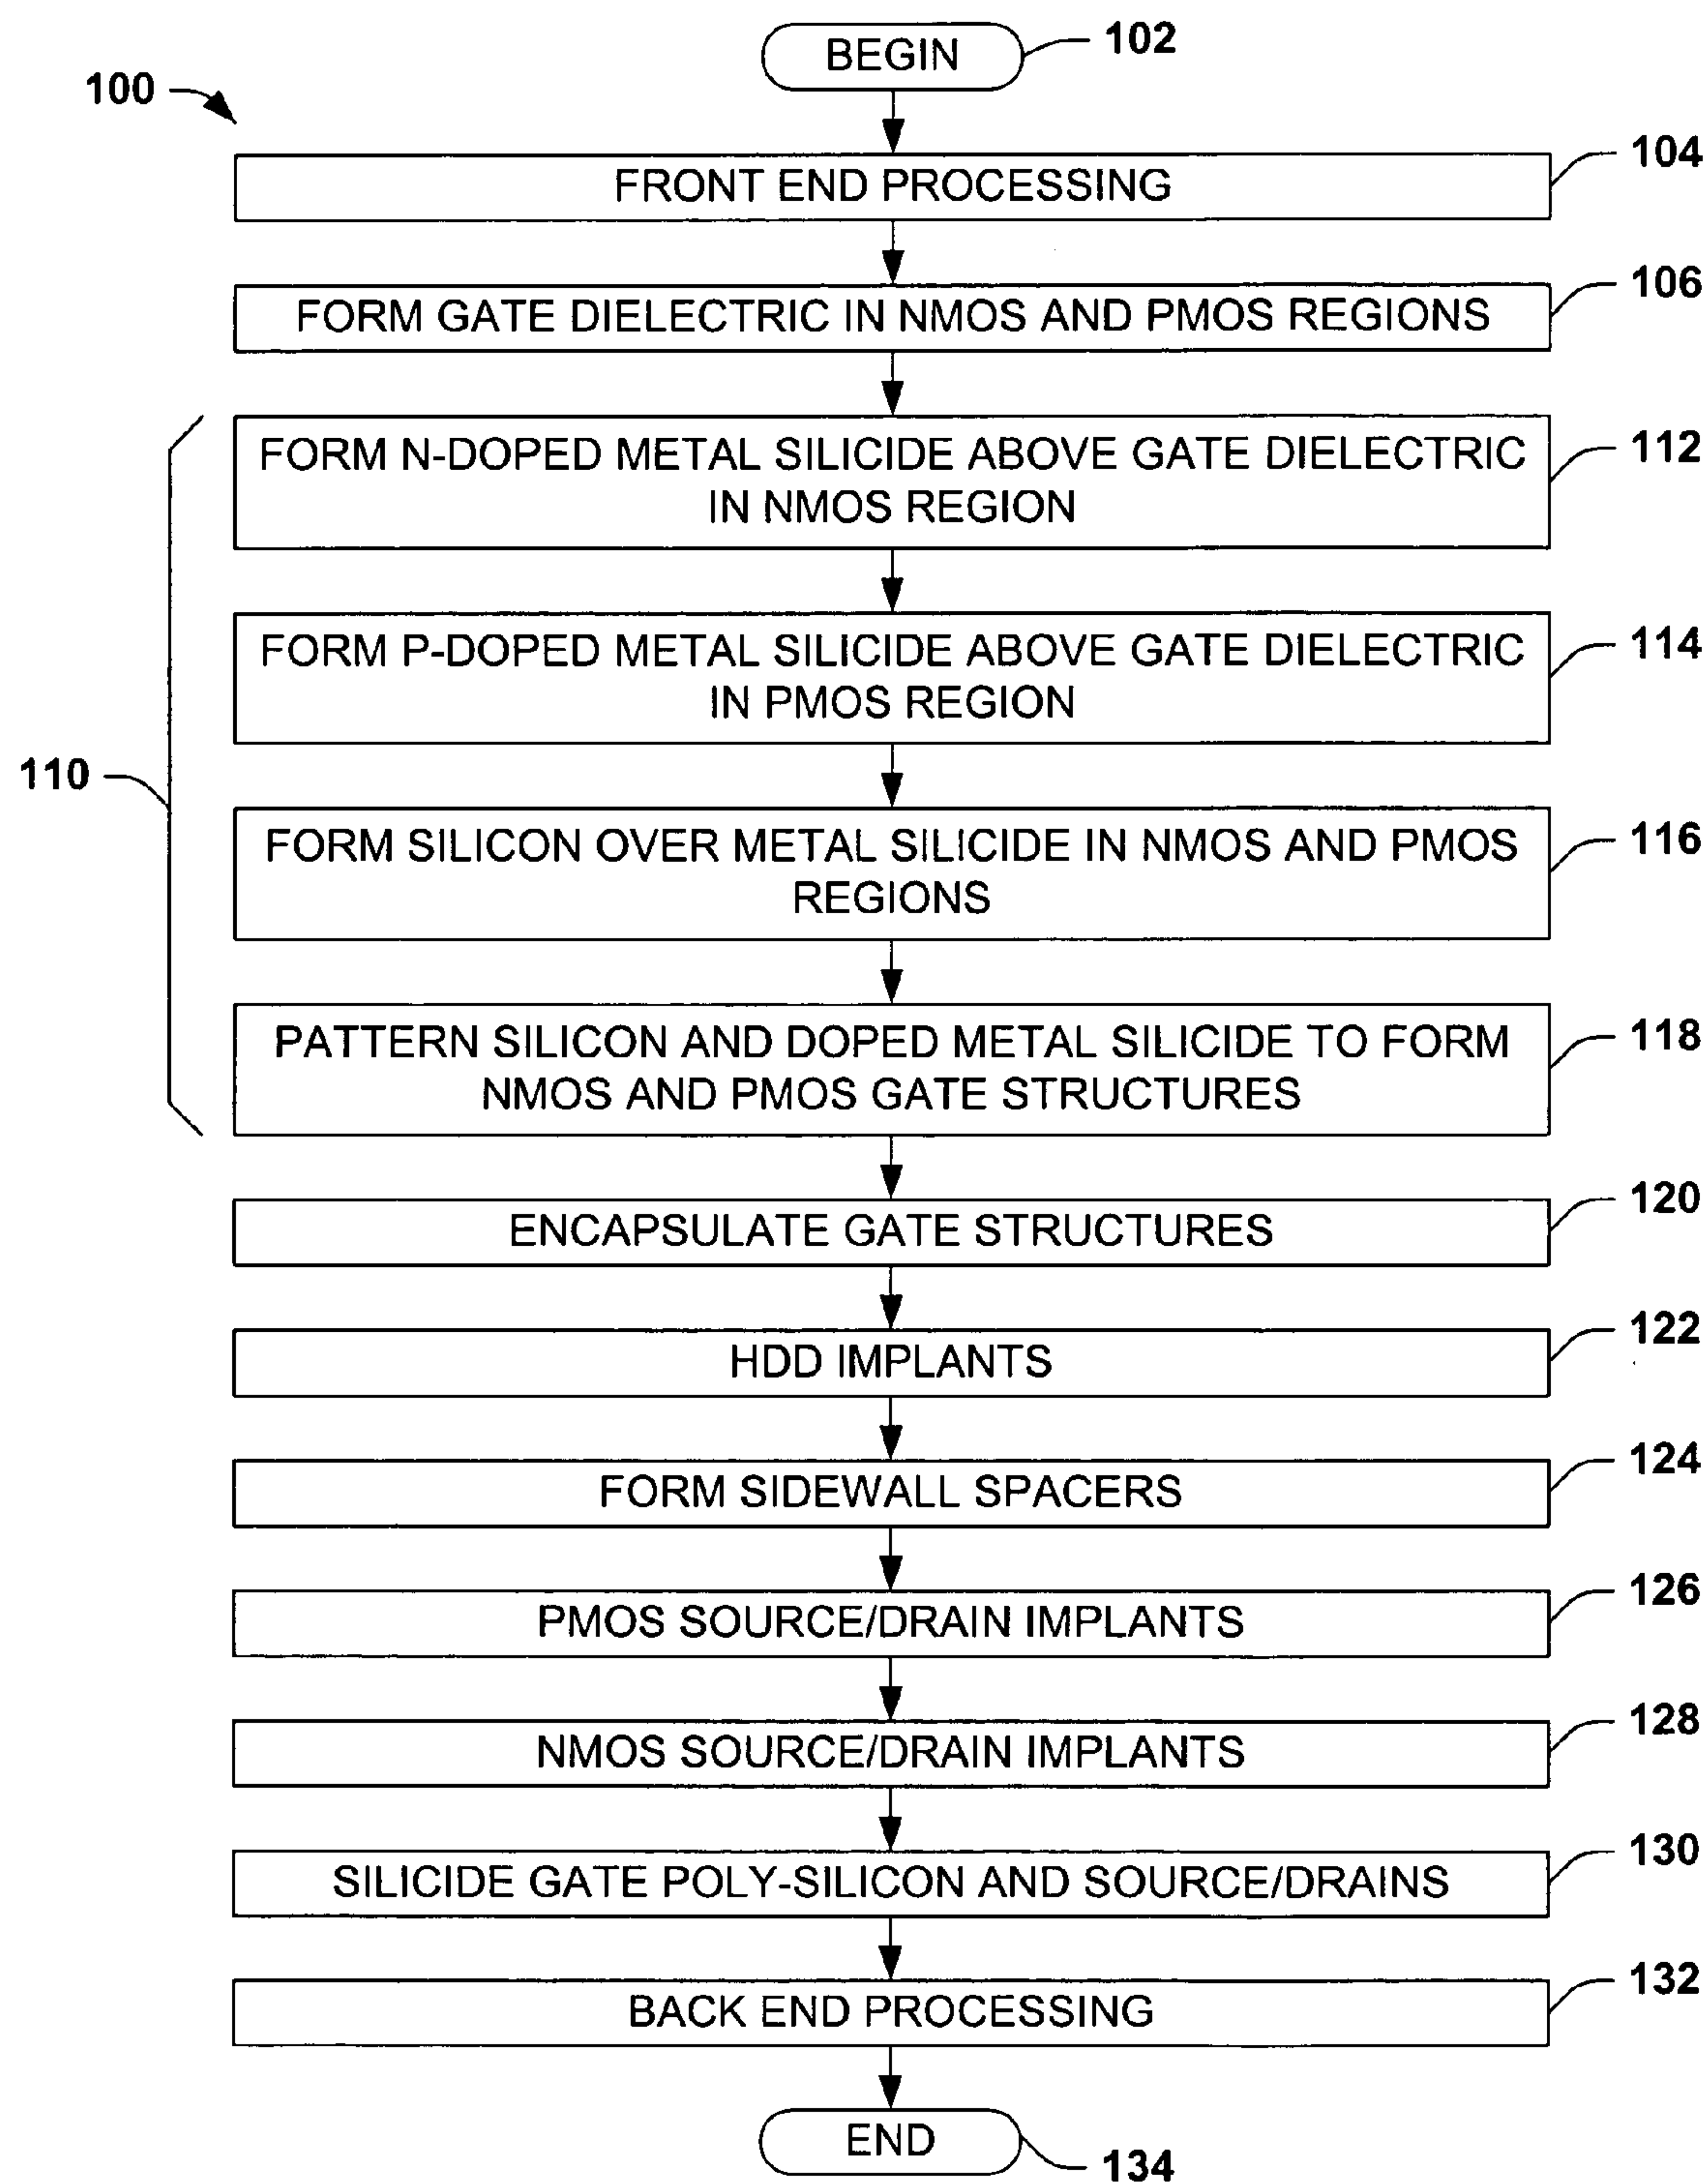 BEGIN
102
100
104
FRONT END PROCESSING
106
FORM GATE DIELECTRIC IN NMOS AND PMOS REGIONS
112
FORM N-DOPED METAL SILICIDE ABOVE GATE DIELECTRIC
IN NMOS REGION
114
FORM P-DOPED METAL SILICIDE ABOVE GATE DIELECTRIC
IN PMOS REGION
110
116
FORM SILICON OVER METAL SILICIDE IN NMOS AND PMOS
REGIONS
118
PATTERN SILICON AND DOPED METAL SILICIDE TO FORM
NMOS AND PMOS GATE STRUCTURES
120
ENCAPSULATE GATE STRUCTURES
122
HDD IMPLANTS
124
FORM SIDEWALL SPACERS
126
PMOS SOURCE/DRAIN IMPLANTS
128
NMOS SOURCE/DRAIN IMPLANTS
130
SILICIDE GATE POLY-SILICON AND SOURCE/DRAINS
132
BACK END PROCESSING
END
134